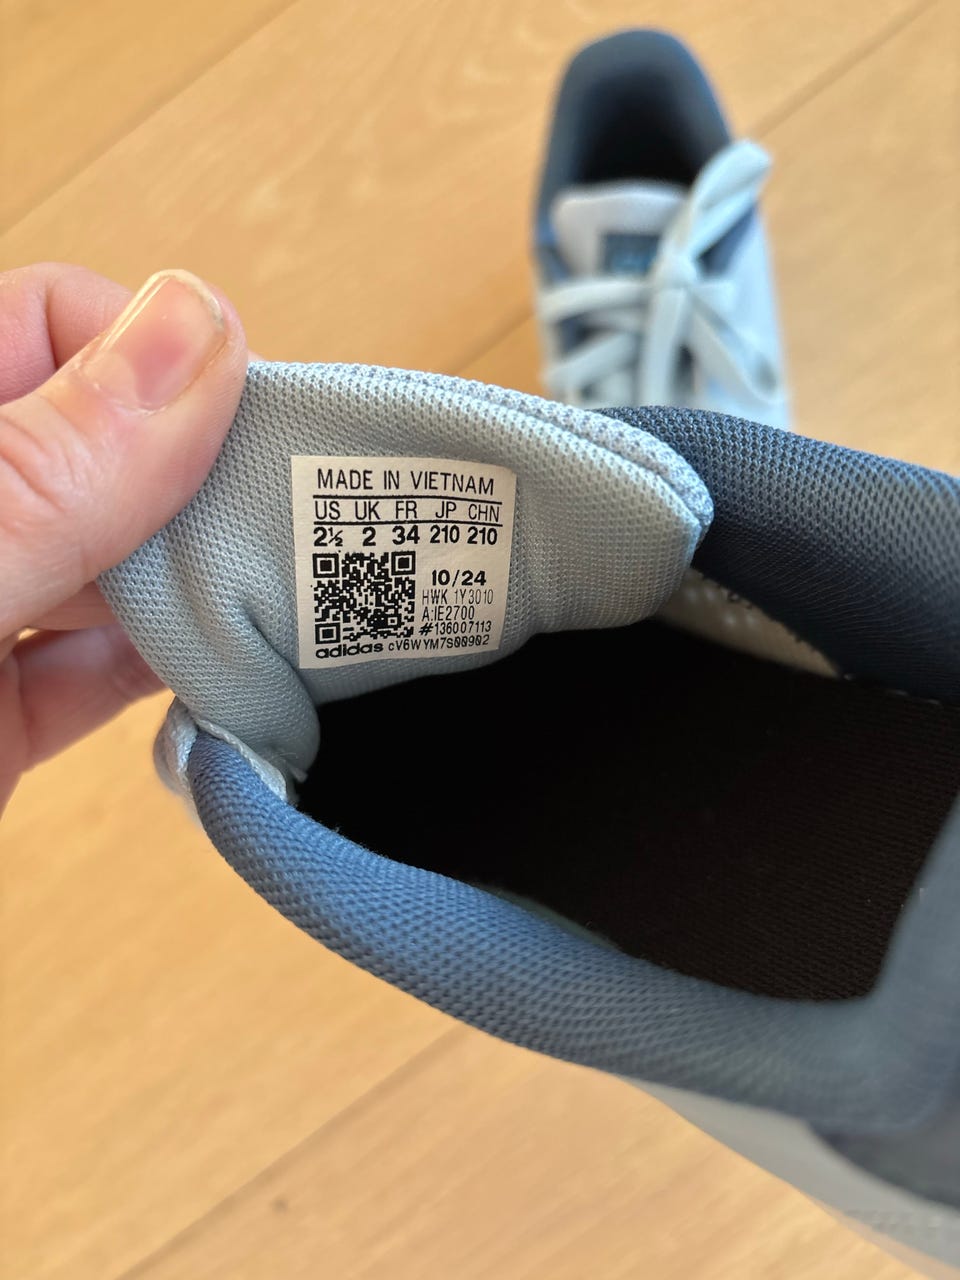 MADE IN VIETNAM
US UK FR JP CHN
2½ 2 34 210 210
10/24
HWK 1Y3010
A:IE2700
#136007113
adidas cV6WYM7S00902